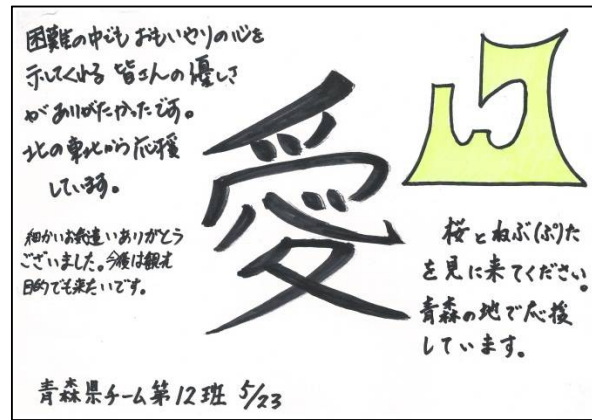 困難の中でもおもいやりの心を
示してくれる皆さんの優しさ
がありがたかったです。
北の東北から応援
しています。
細かいお気遣いありがとう
ございました。今度は観光
目的でも来たいです。
愛
桜とねぶ(ぷ)た
を見に来てください。
青森の地で応援
しています。
青森県チーム第12班 5/23